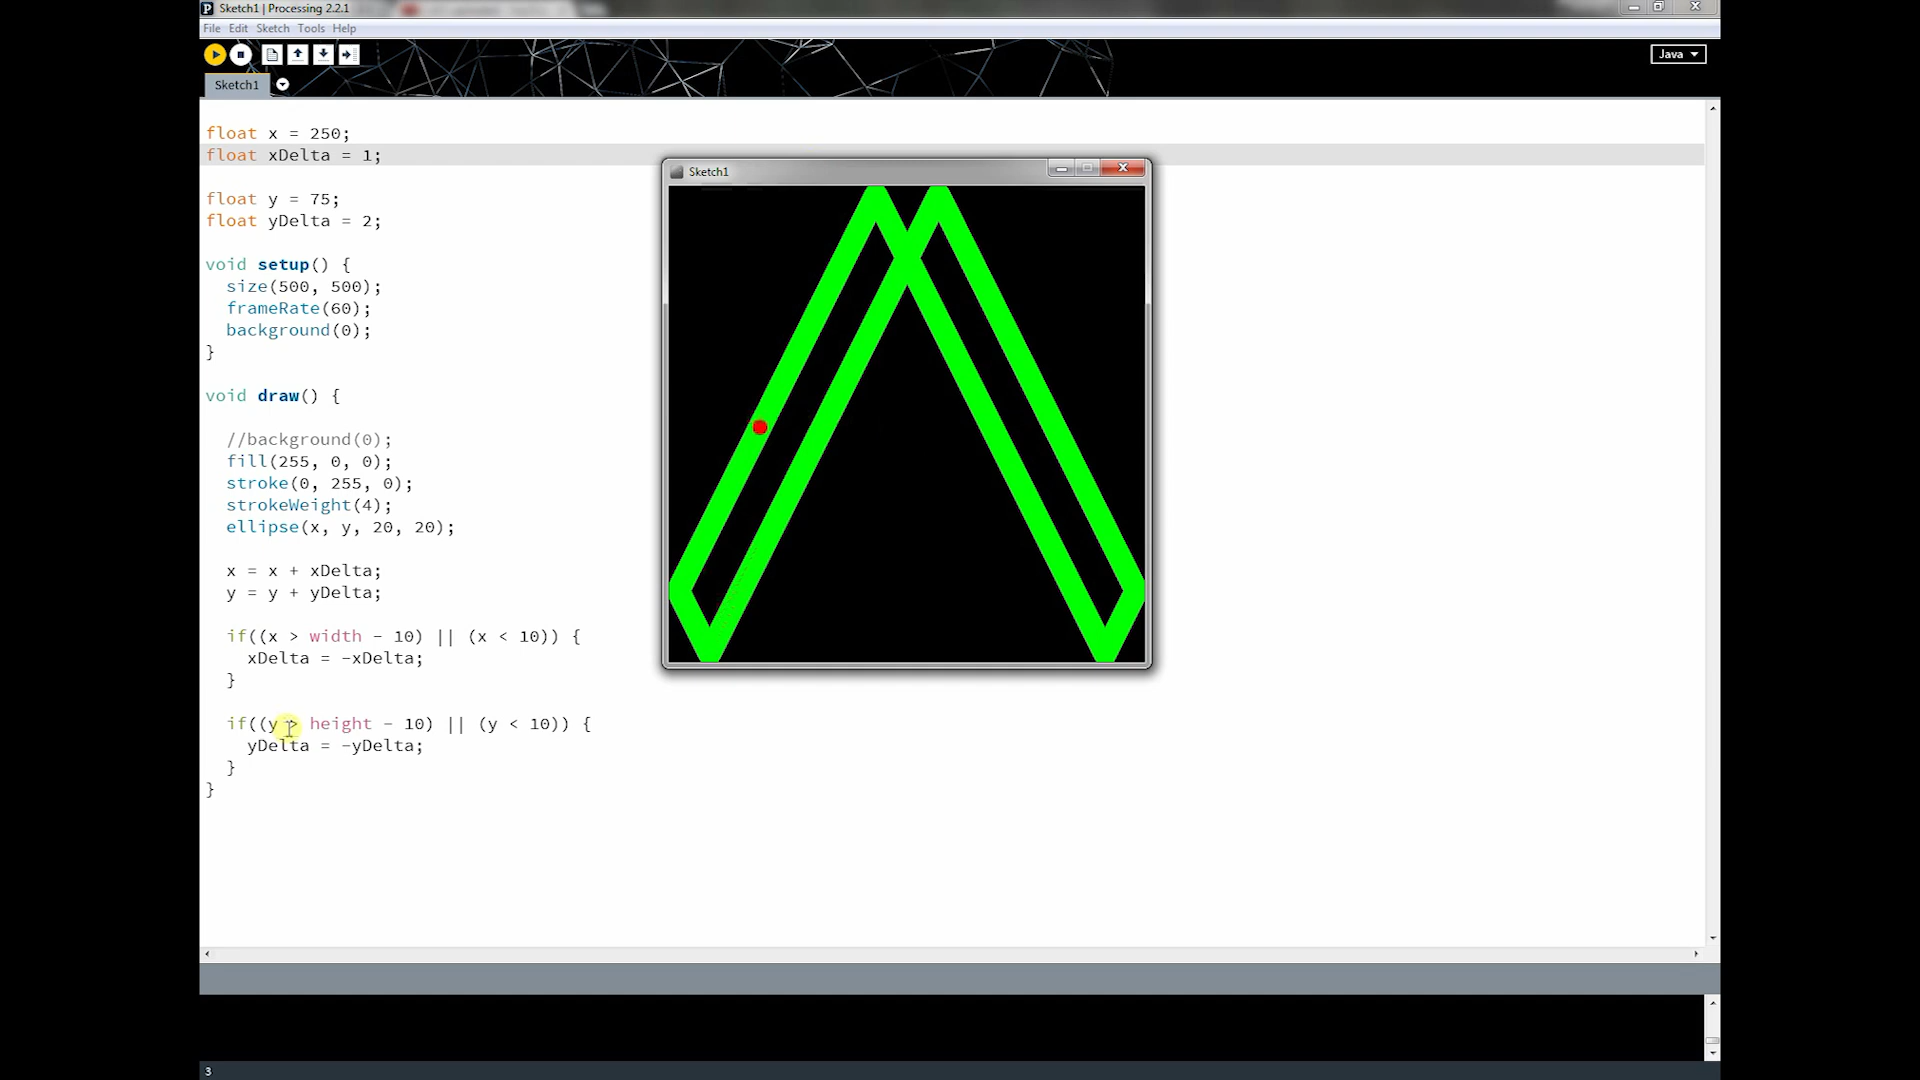 Sketch1 | Processing 2.2.1
File Edit Sketch Tools Help
Java
Sketch1
float x = 250;
float xDelta = 1;
float y = 75;
float yDelta = 2;
void setup() {
size(500, 500);
frameRate(60);
background(0);
}
void draw() {
//background(0);
fill(255, 0, 0);
stroke(0, 255, 0);
strokeWeight(4);
ellipse(x, y, 20, 20);
x = x + xDelta;
y = y + yDelta;
if((x > width - 10) || (x < 10)) {
xDelta = -xDelta;
}
if((y > height - 10) || (y < 10)) {
yDelta = -yDelta;
}
}
Sketch1
3